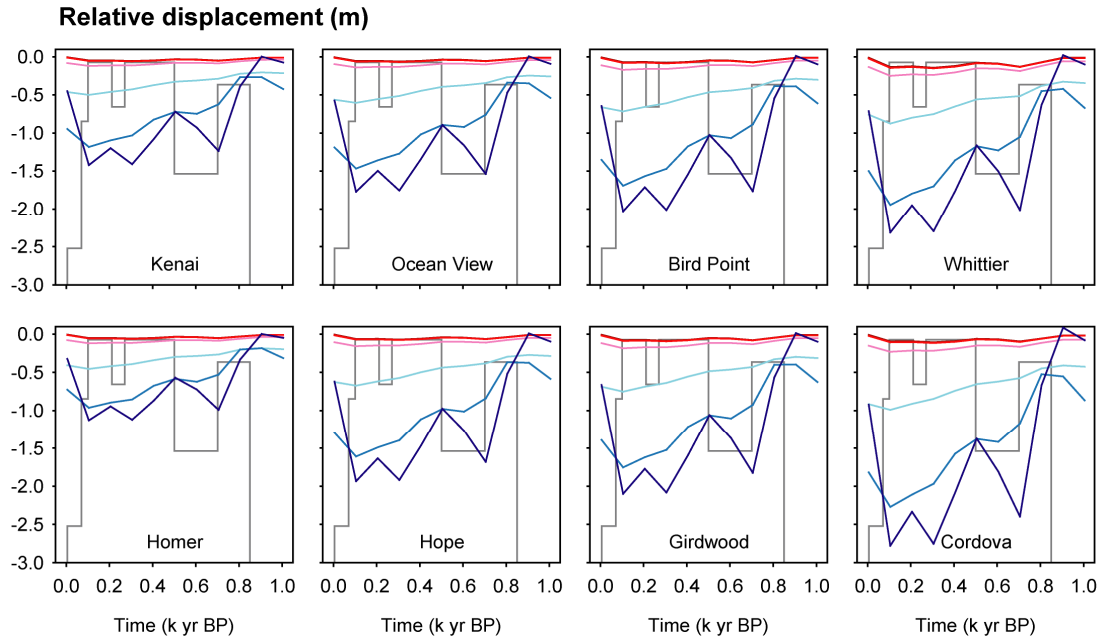 Relative displacement (m)
0.0
-0.5
-1.0
-1.5
-2.0
-2.5
-3.0
Kenai
Ocean View
Bird Point
Whittier
0.0
-0.5
-1.0
-1.5
-2.0
-2.5
-3.0
Homer
Hope
Girdwood
Cordova
0.0 0.2 0.4 0.6 0.8 1.0
0.0 0.2 0.4 0.6 0.8 1.0
0.0 0.2 0.4 0.6 0.8 1.0
0.0 0.2 0.4 0.6 0.8 1.0
Time (k yr BP)
Time (k yr BP)
Time (k yr BP)
Time (k yr BP)